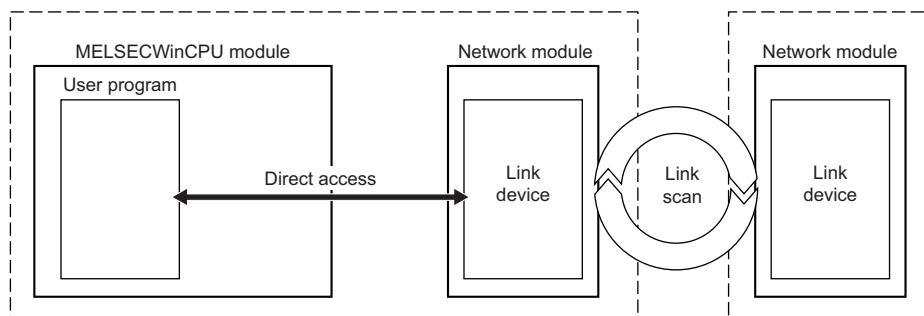 MELSECWinCPU module
Network module
Network module
User program
Direct access
Link
device
Link
scan
Link
device